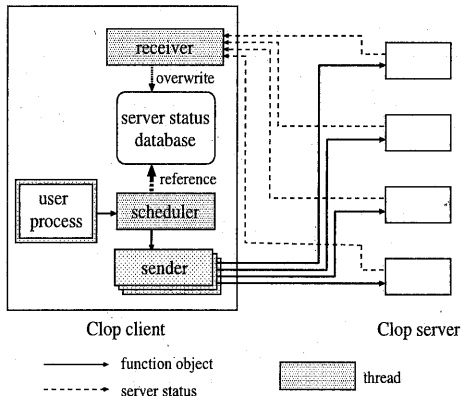 receiver
overwrite
server status
database
reference
user
process
scheduler
sender
Clop client
Clop server
function object
server status
thread